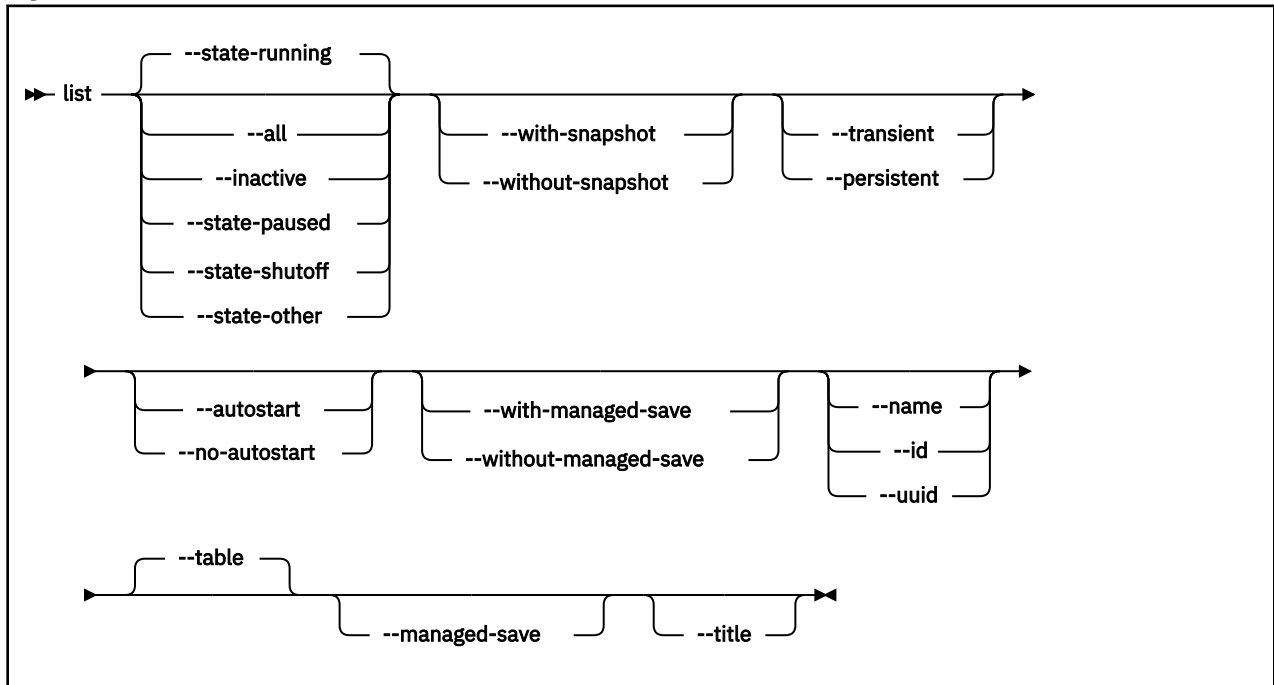 --state-running
list
--all
--with-snapshot
--transient
--inactive
--without-snapshot
--persistent
--state-paused
--state-shutoff
--state-other
--autostart
--with-managed-save
--name
--no-autostart
--without-managed-save
--id
--uuid
--table
--managed-save
--title